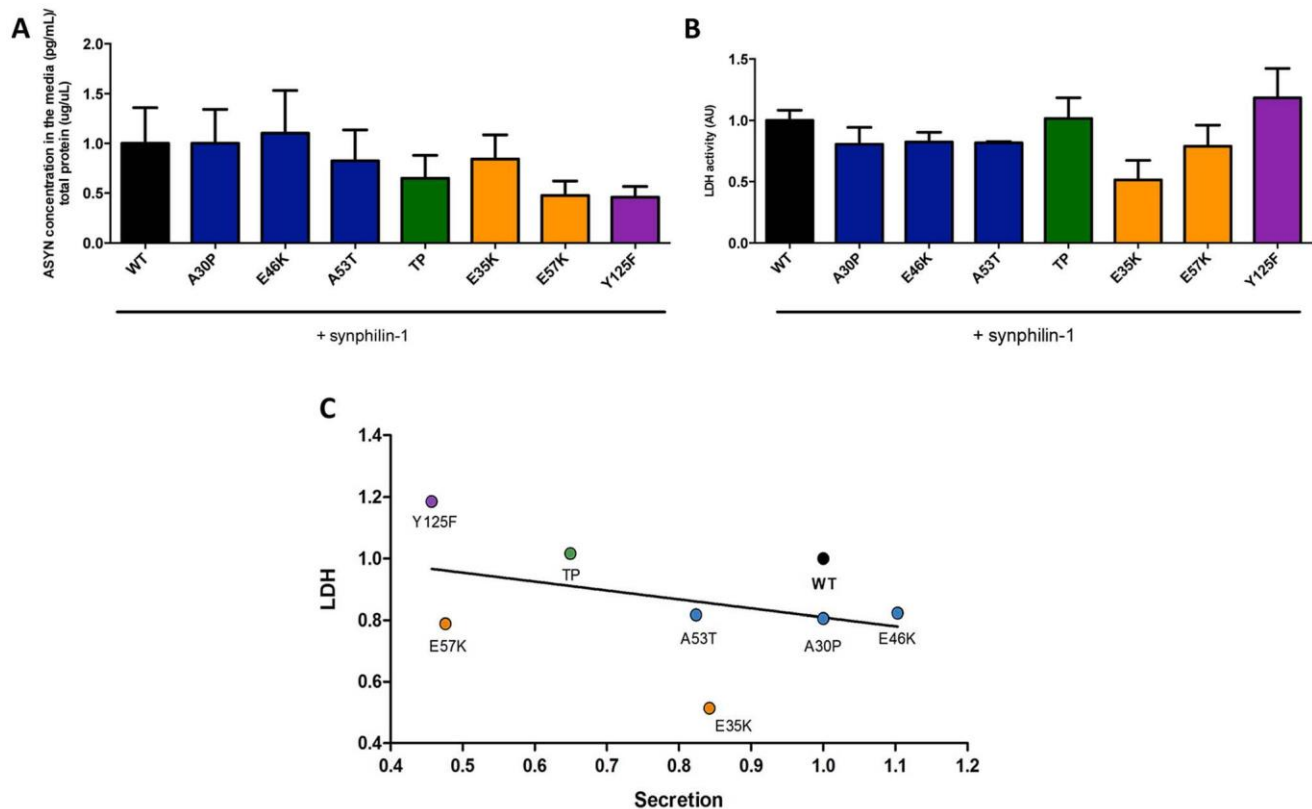 A
ASYN concentration in the media (pg/mL)/
total protein (ug/uL)
2.0
1.5
1.0
0.5
0.0
WT
A30P
E46K
A53T
TP
E35K
E57K
Y125F
+ synphilin-1
B
LDH activity (AU)
1.5
1.0
0.5
0.0
WT
A30P
E46K
A53T
TP
E35K
E57K
Y125F
+ synphilin-1
C
LDH
1.4
1.2
1.0
0.8
0.6
0.4
Y125F
TP
WT
E57K
A53T
A30P
E46K
E35K
0.4 0.5 0.6 0.7 0.8 0.9 1.0 1.1 1.2
Secretion